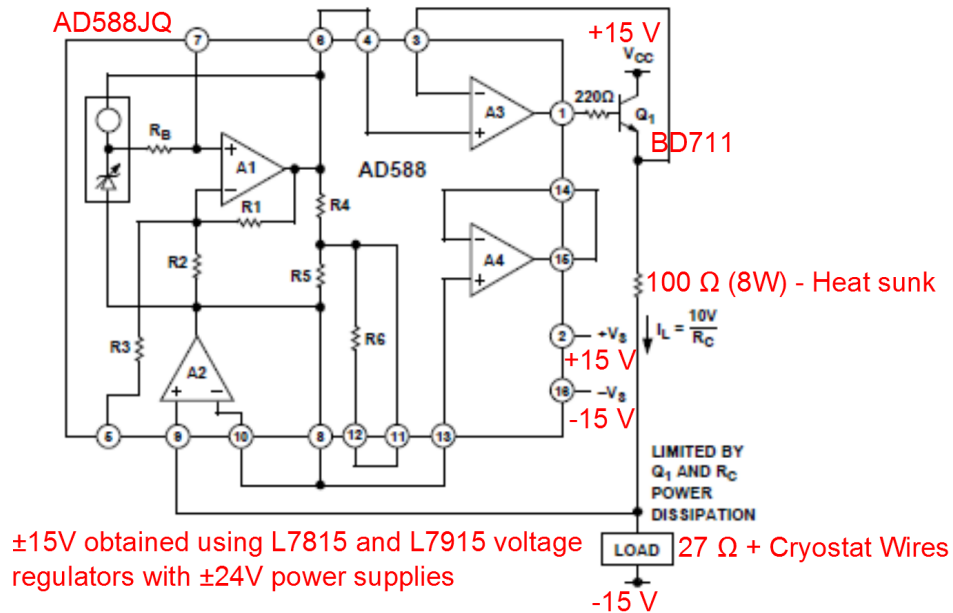 AD588JQ
+15 V
VCC
7
6
4
3
220Ω
Q1
1
A3
−
+
RB
+
A1
−
AD588
BD711
14
R1
R4
−
A4
+
15
R2
R5
100 Ω (8W) - Heat sunk
IL = 10V
RC
R3
R6
2
+VS
+15 V
A2
+
−
16
−VS
-15 V
5
9
10
8
12
11
13
LIMITED BY
Q1 AND RC
POWER
DISSIPATION
±15V obtained using L7815 and L7915 voltage
regulators with ±24V power supplies
LOAD
27 Ω + Cryostat Wires
-15 V